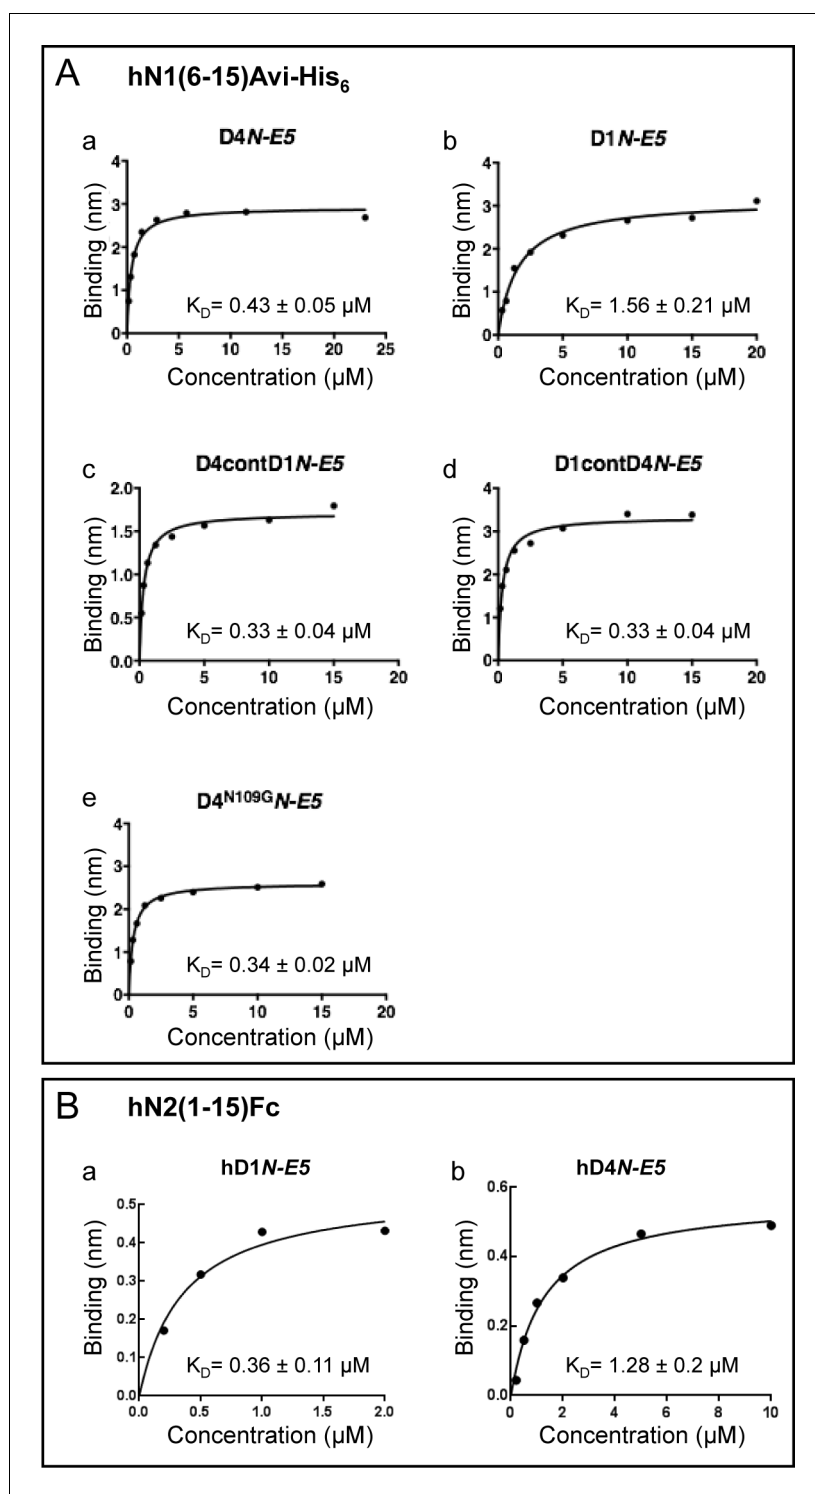 A hN1(6-15)Avi-His6
a D4N-E5
4
3
2
1
0
Binding (nm)
KD= 0.43 ± 0.05 µM
0 5 10 15 20 25
Concentration (µM)
b D1N-E5
4
3
2
1
0
Binding (nm)
KD= 1.56 ± 0.21 µM
0 5 10 15 20
Concentration (µM)
c D4contD1N-E5
2.0
1.5
1.0
0.5
0.0
Binding (nm)
KD= 0.33 ± 0.04 µM
0 5 10 15 20
Concentration (µM)
d D1contD4N-E5
4
3
2
1
0
Binding (nm)
KD= 0.33 ± 0.04 µM
0 5 10 15 20
Concentration (µM)
e D4N109GN-E5
4
3
2
1
0
Binding (nm)
KD= 0.34 ± 0.02 µM
0 5 10 15 20
Concentration (µM)
B hN2(1-15)Fc
a hD1N-E5
0.5
0.4
0.3
0.2
0.1
0.0
Binding (nm)
KD= 0.36 ± 0.11 µM
0.0 0.5 1.0 1.5 2.0
Concentration (µM)
b hD4N-E5
0.6
0.4
0.2
0.0
Binding (nm)
KD= 1.28 ± 0.2 µM
0 2 4 6 8 10
Concentration (µM)